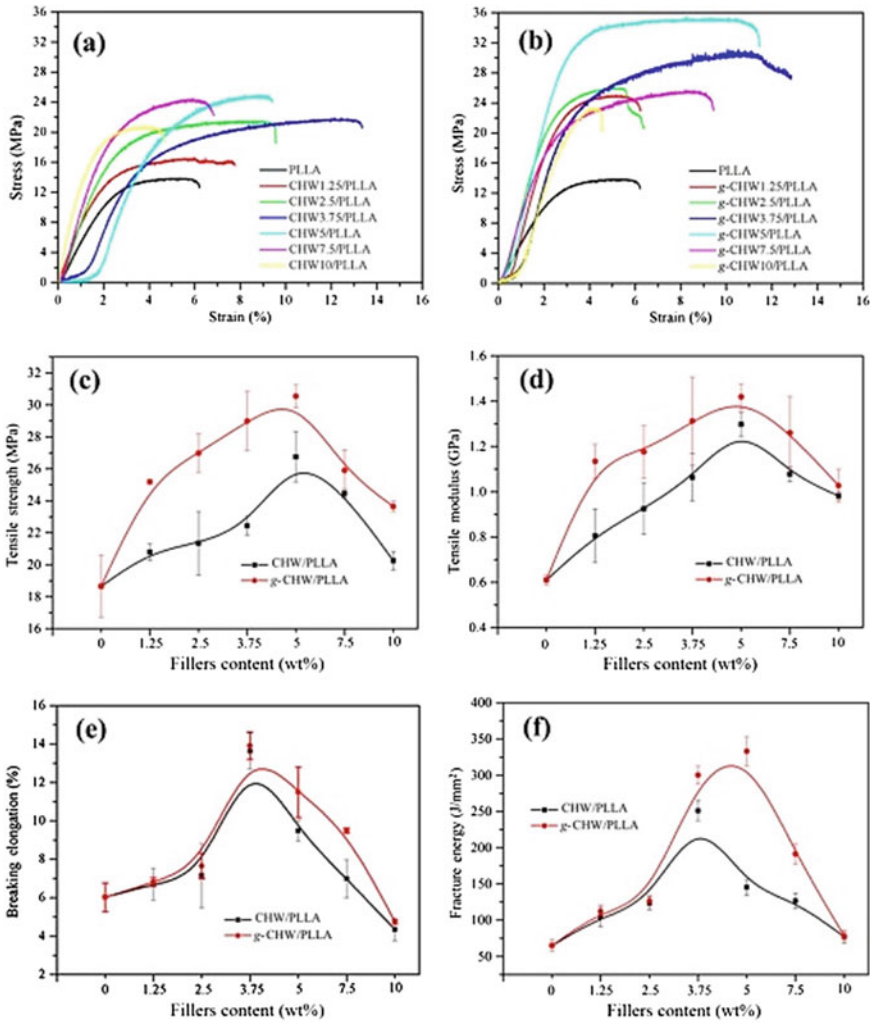 (a)
Stress (MPa)
36
32
28
24
20
16
12
8
4
0
PLLA
CHW1.25/PLLA
CHW2.5/PLLA
CHW3.75/PLLA
CHW5/PLLA
CHW7.5/PLLA
CHW10/PLLA
0 2 4 6 8 10 12 14 16
Strain (%)
(b)
Stress (MPa)
36
32
28
24
20
16
12
8
4
0
PLLA
g-CHW1.25/PLLA
g-CHW2.5/PLLA
g-CHW3.75/PLLA
g-CHW5/PLLA
g-CHW7.5/PLLA
g-CHW10/PLLA
0 2 4 6 8 10 12 14 16
Strain (%)
(c)
Tensile strength (MPa)
32
30
28
26
24
22
20
18
16
CHW/PLLA
g-CHW/PLLA
0 1.25 2.5 3.75 5 7.5 10
Fillers content (wt%)
(d)
Tensile modulus (GPa)
1.6
1.4
1.2
1.0
0.8
0.6
0.4
CHW/PLLA
g-CHW/PLLA
0 1.25 2.5 3.75 5 7.5 10
Fillers content (wt%)
(e)
Breaking elongation (%)
16
14
12
10
8
6
4
2
CHW/PLLA
g-CHW/PLLA
0 1.25 2.5 3.75 5 7.5 10
Fillers content (wt%)
(f)
Fracture energy (J/mm²)
400
350
300
250
200
150
100
50
CHW/PLLA
g-CHW/PLLA
0 1.25 2.5 3.75 5 7.5 10
Fillers content (wt%)